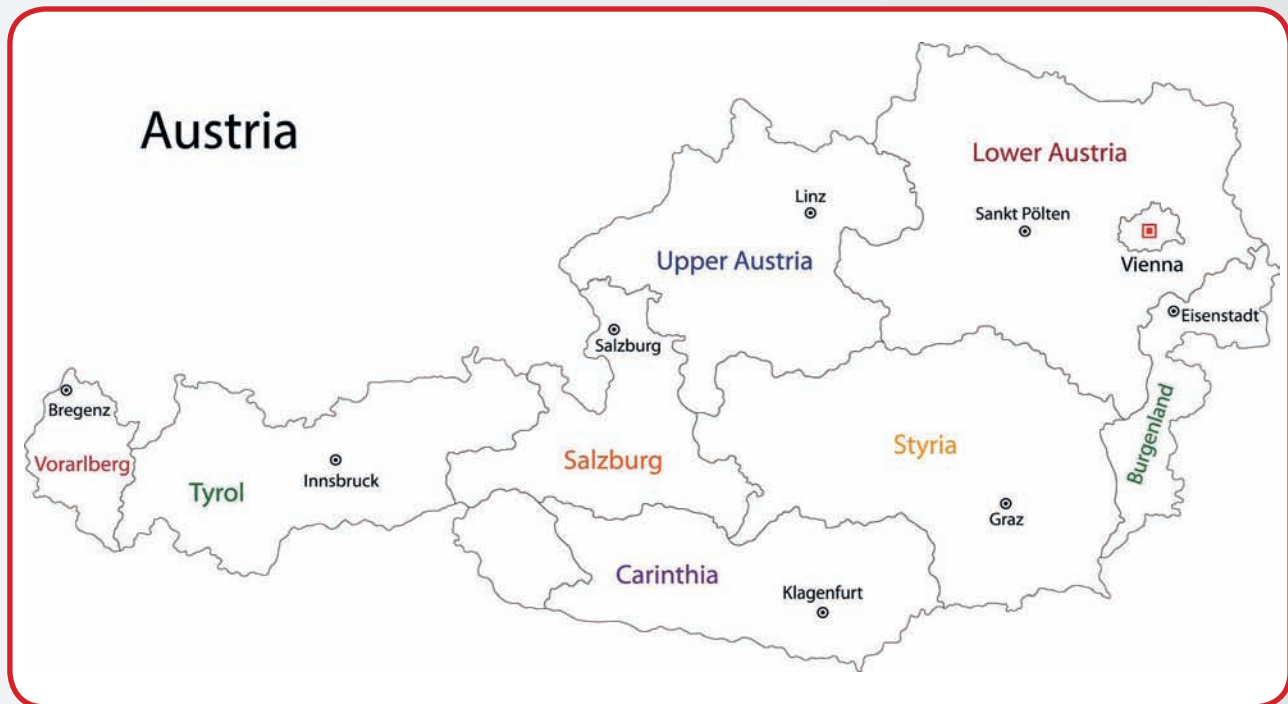 Austria
Lower Austria
Linz
Sankt Pölten
Upper Austria
Vienna
Eisenstadt
Salzburg
Bregenz
Burgenland
Styria
Vorarlberg
Salzburg
Innsbruck
Tyrol
Graz
Carinthia
Klagenfurt